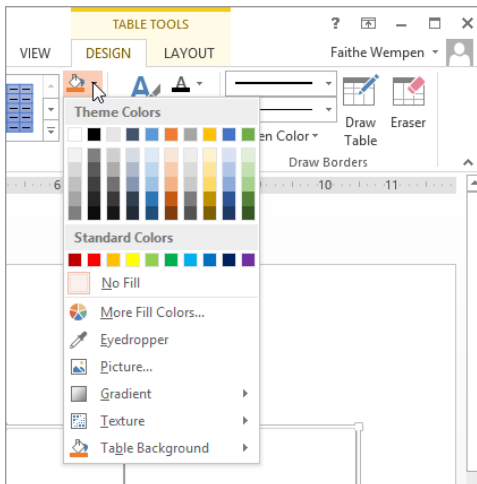 TABLE TOOLS
?
VIEW DESIGN LAYOUT Faithe Wempen
A A
Draw Table
Eraser
en Color
Draw Borders
Theme Colors
6 10 11
Standard Colors
No Fill
More Fill Colors...
Eyedropper
Picture...
Gradient
Texture
Table Background